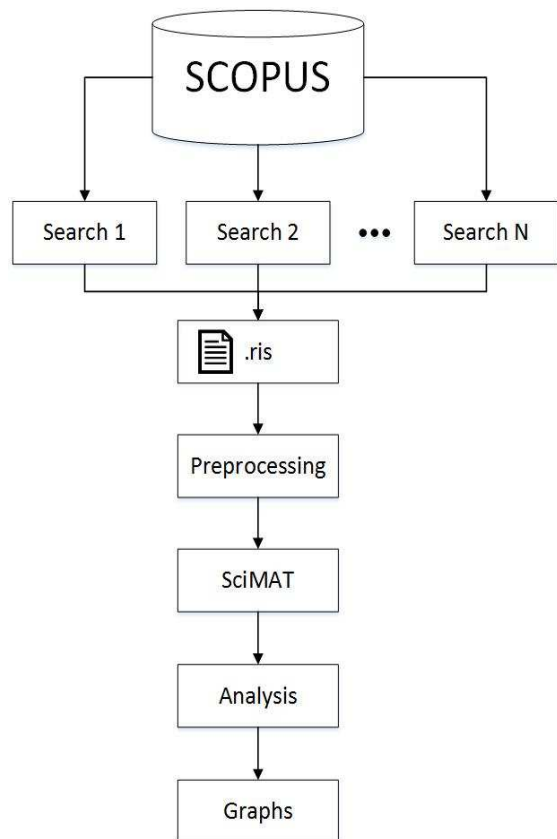 SCOPUS
Search 1
Search 2
•••
Search N
.ris
Preprocessing
SciMAT
Analysis
Graphs